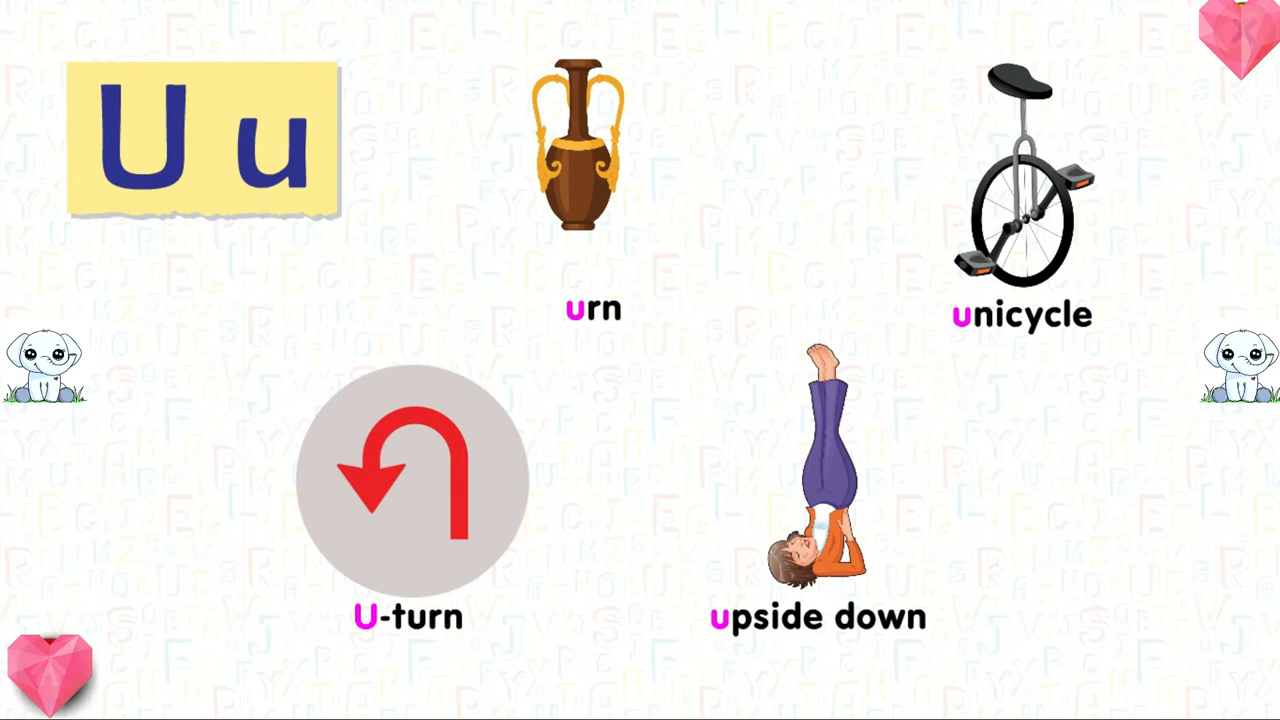 U u
urn
unicycle
U-turn
upside down